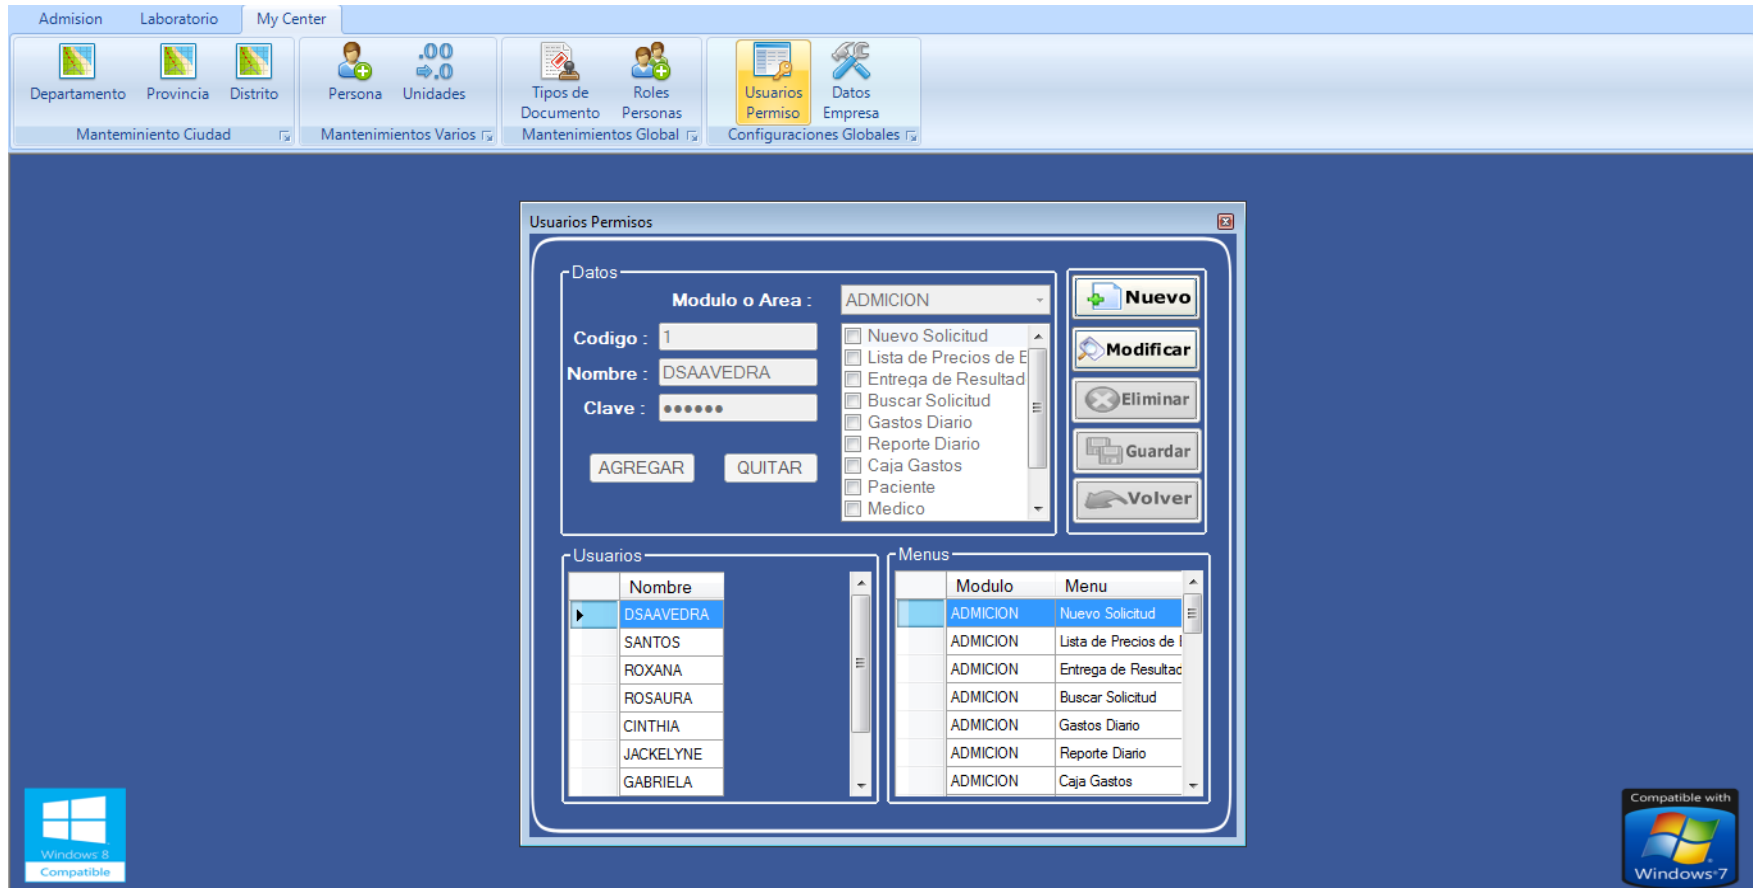 Admision Laboratorio My Center
Departamento Provincia Distrito Persona Unidades Tipos de Documento Roles Personas Usuarios Permiso Datos Empresa
Manteminiento Ciudad Mantenimientos Varios Mantenimientos Global Configuraciones Globales
Usuarios Permisos
Datos
Modulo o Area : ADMICION
Codigo : 1
Nombre : DSAAVEDRA
Clave : ●●●●●●
AGREGAR QUITAR
Nuevo Solicitud
Lista de Precios de E
Entrega de Resultad
Buscar Solicitud
Gastos Diario
Reporte Diario
Caja Gastos
Paciente
Medico
Nuevo
Modificar
Eliminar
Guardar
Volver
Usuarios
Nombre
DSAAVEDRA
SANTOS
ROXANA
ROSAURA
CINTHIA
JACKELYNE
GABRIELA
Menus
Modulo Menu
ADMICION Nuevo Solicitud
ADMICION Lista de Precios de
ADMICION Entrega de Resultad
ADMICION Buscar Solicitud
ADMICION Gastos Diario
ADMICION Reporte Diario
ADMICION Caja Gastos
Windows 8
Compatible
Compatible with
Windows 7